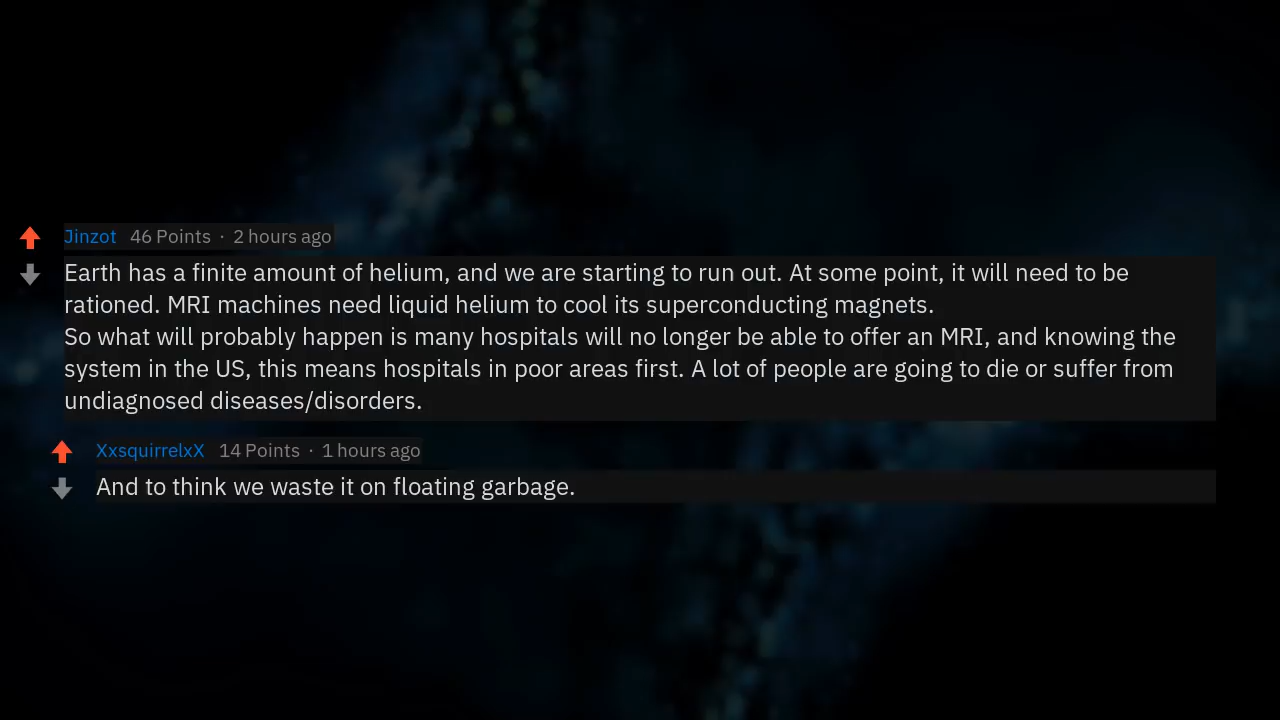 Jinzot 46 Points · 2 hours ago
Earth has a finite amount of helium, and we are starting to run out. At some point, it will need to be
rationed. MRI machines need liquid helium to cool its superconducting magnets.
So what will probably happen is many hospitals will no longer be able to offer an MRI, and knowing the
system in the US, this means hospitals in poor areas first. A lot of people are going to die or suffer from
undiagnosed diseases/disorders.
XxsquirrelxX 14 Points · 1 hours ago
And to think we waste it on floating garbage.